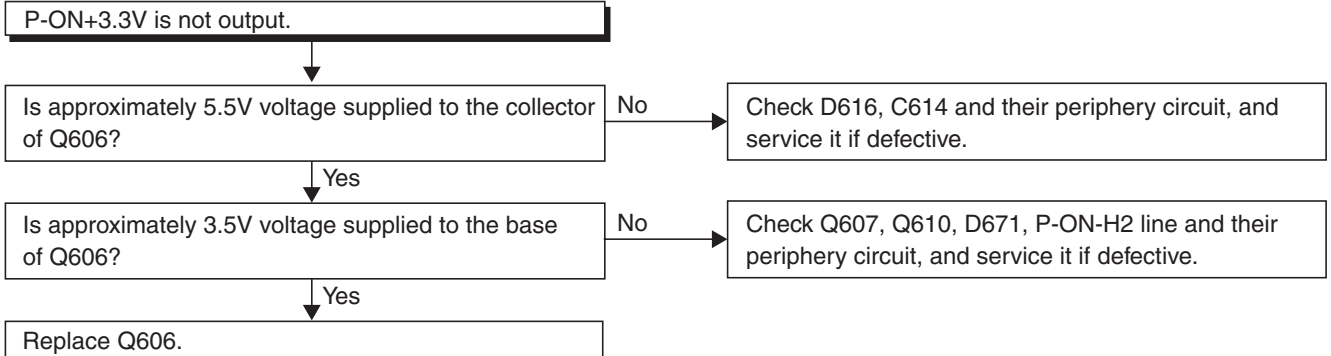 P-ON+3.3V is not output.
Is approximately 5.5V voltage supplied to the collector
of Q606?
No
Check D616, C614 and their periphery circuit, and
service it if defective.
Yes
Is approximately 3.5V voltage supplied to the base
of Q606?
No
Check Q607, Q610, D671, P-ON-H2 line and their
periphery circuit, and service it if defective.
Yes
Replace Q606.